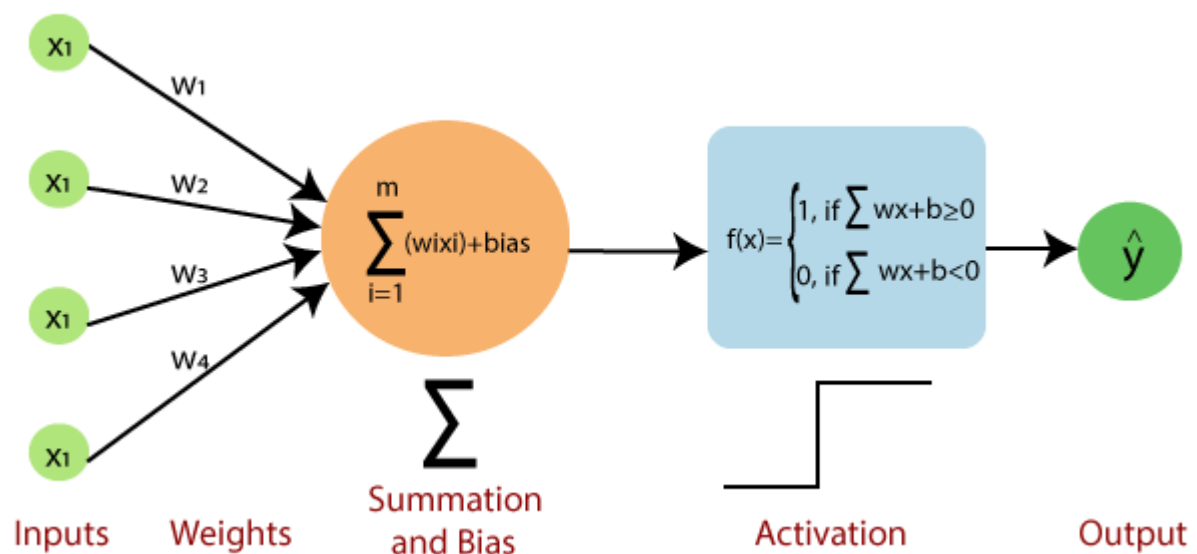 x1
w1
x1
w2
x1
w3
x1
w4
m
∑(wixi)+bias
i=1
f(x)={1, if ∑ wx+b≥0
0, if ∑ wx+b<0
ŷ
∑
Inputs
Weights
Summation
and Bias
Activation
Output